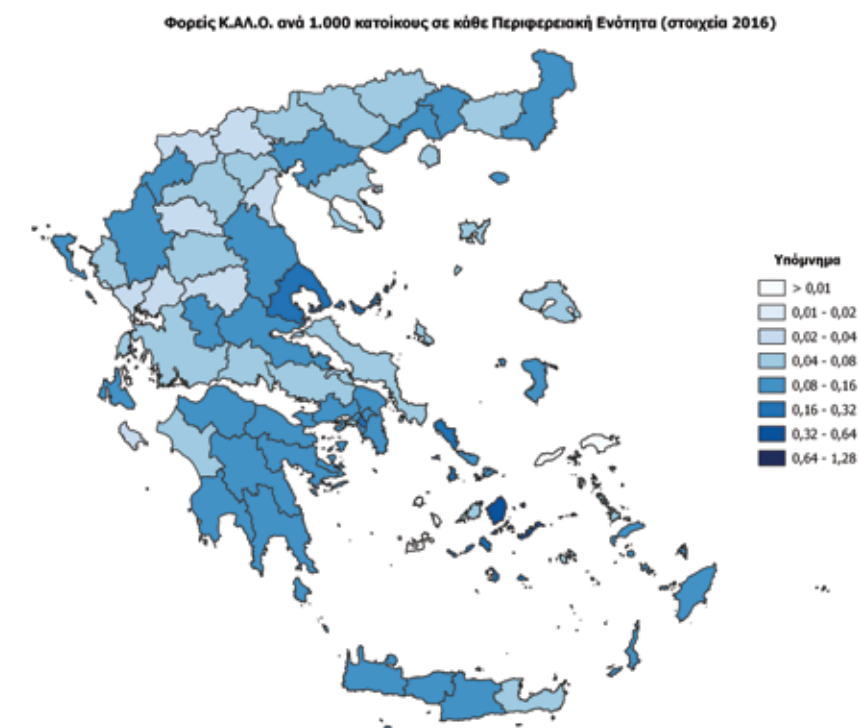 Φορείς Κ.ΑΛ.Ο. ανά 1.000 κατοίκους σε κάθε Περιφερειακή Ενότητα (στοιχεία 2016)
Υπόμνημα
> 0,01
0,01 - 0,02
0,02 - 0,04
0,04 - 0,08
0,08 - 0,16
0,16 - 0,32
0,32 - 0,64
0,64 - 1,28